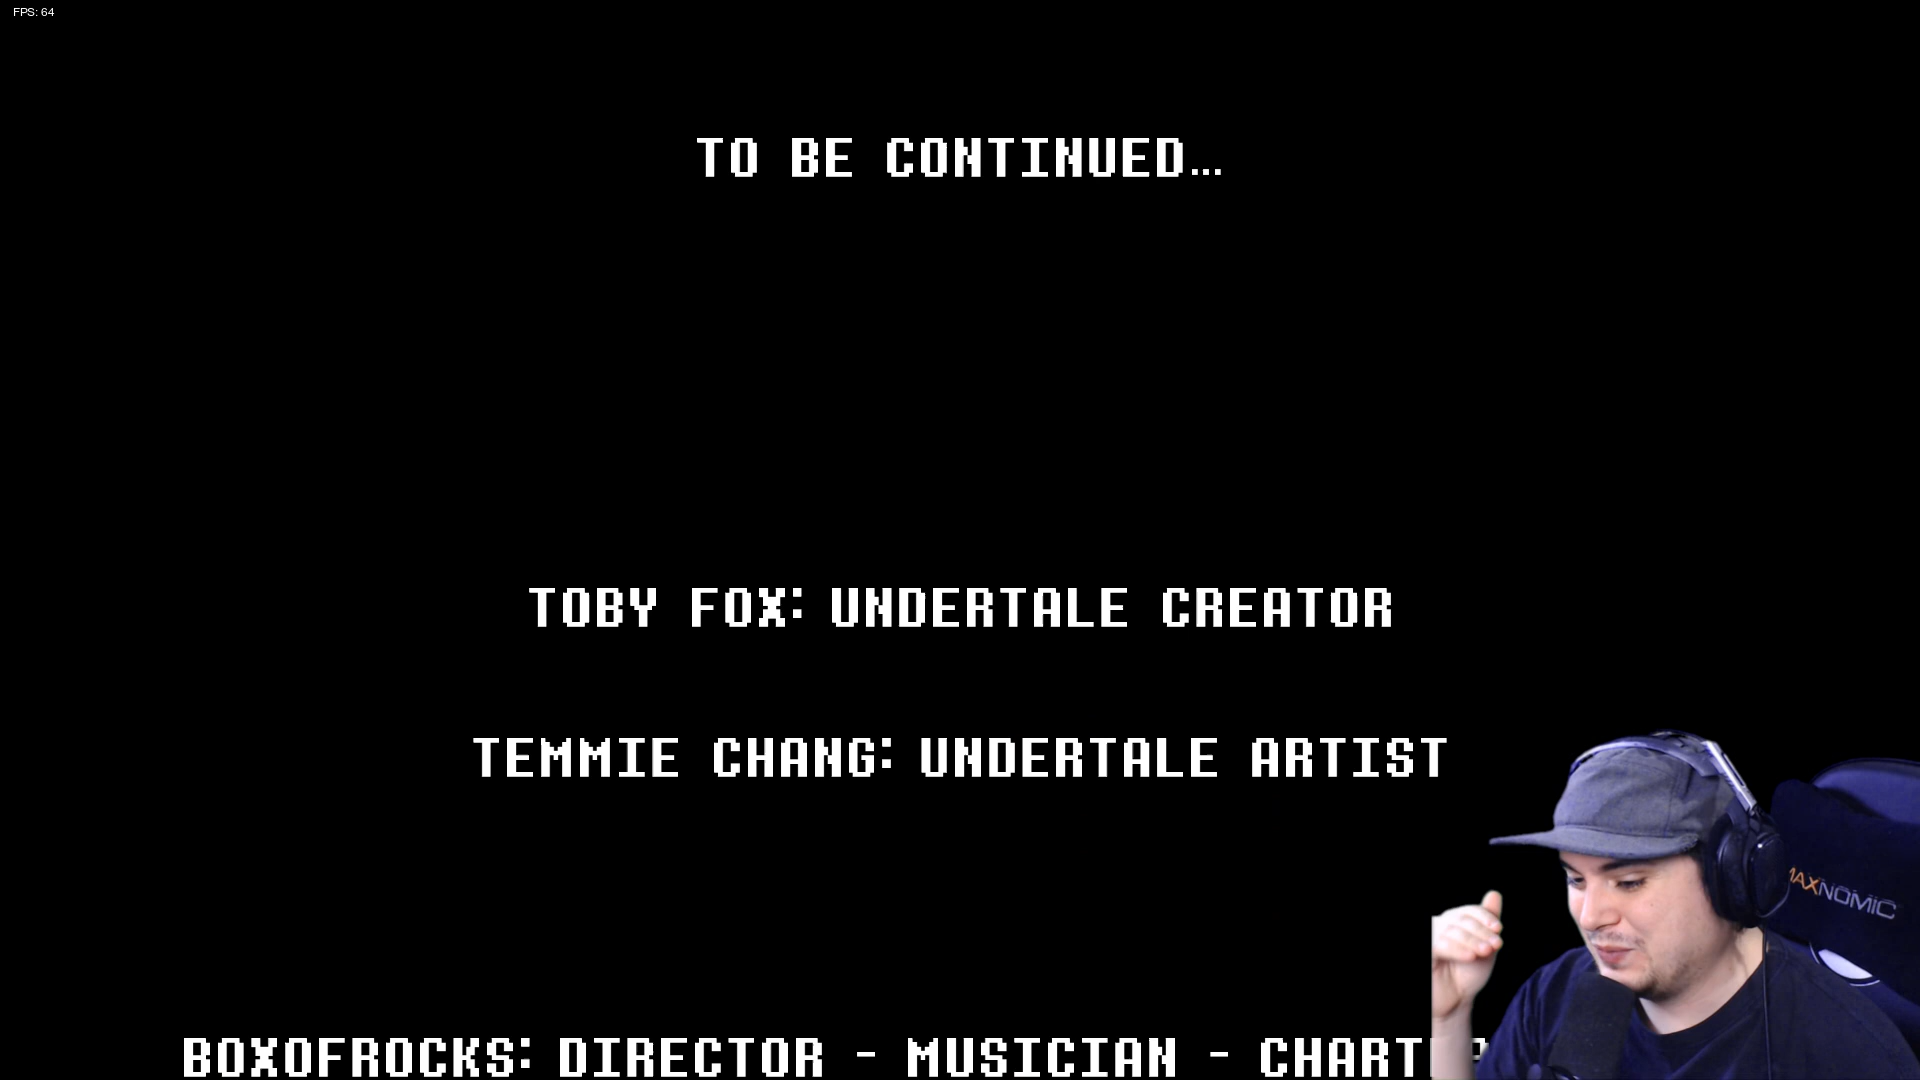 FPS: 64
TO BE CONTINUED...
TOBY FOX: UNDERTALE CREATOR
TEMMIE CHANG: UNDERTALE ARTIST
MAXNOMIC
BOXOFROCKS: DIRECTOR - MUSICIAN -